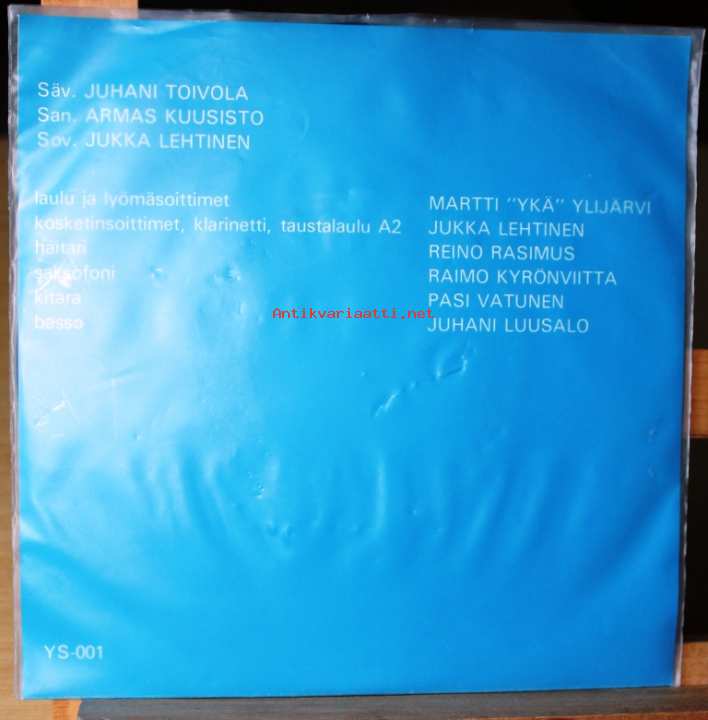 Säv. JUHANI TOIVOLA
San. ARMAS KUUSISTO
Sov. JUKKA LEHTINEN
laulu ja lyömäsoittimet MARTTI "YKÄ" YLIJÄRVI
kosketinsoittimet, klarinetti, taustalaulu A2 JUKKA LEHTINEN
haitari REINO RASIMUS
saksofoni RAIMO KYRÖNVIITTA
kitara PASI VATUNEN
basso JUHANI LUUSALO
Antikvariaatti.net
YS-001